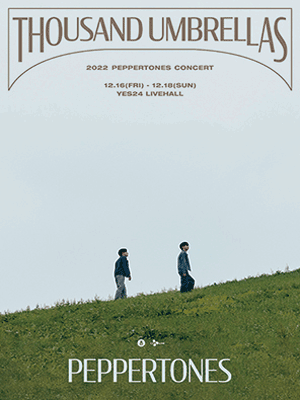 THOUSAND UMBRELLAS
2022 PEPPERTONES CONCERT
12.16(FRI) - 12.18(SUN)
YES24 LIVEHALL
PEPPERTONES